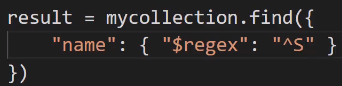 result = mycollection.find({
    "name": { "$regex": "^S" }
})